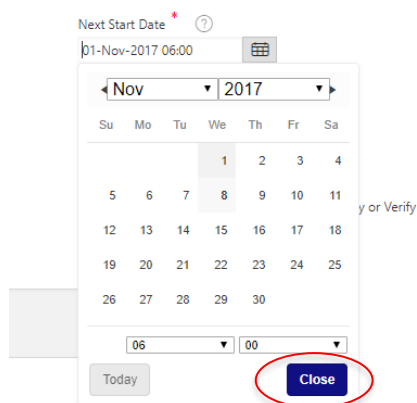 Next Start Date * ?
01-Nov-2017 06:00
Nov 2017
Su Mo Tu We Th Fr Sa
1 2 3 4
5 6 7 8 9 10 11
y or Verify
12 13 14 15 16 17 18
19 20 21 22 23 24 25
26 27 28 29 30
06 00
Today Close